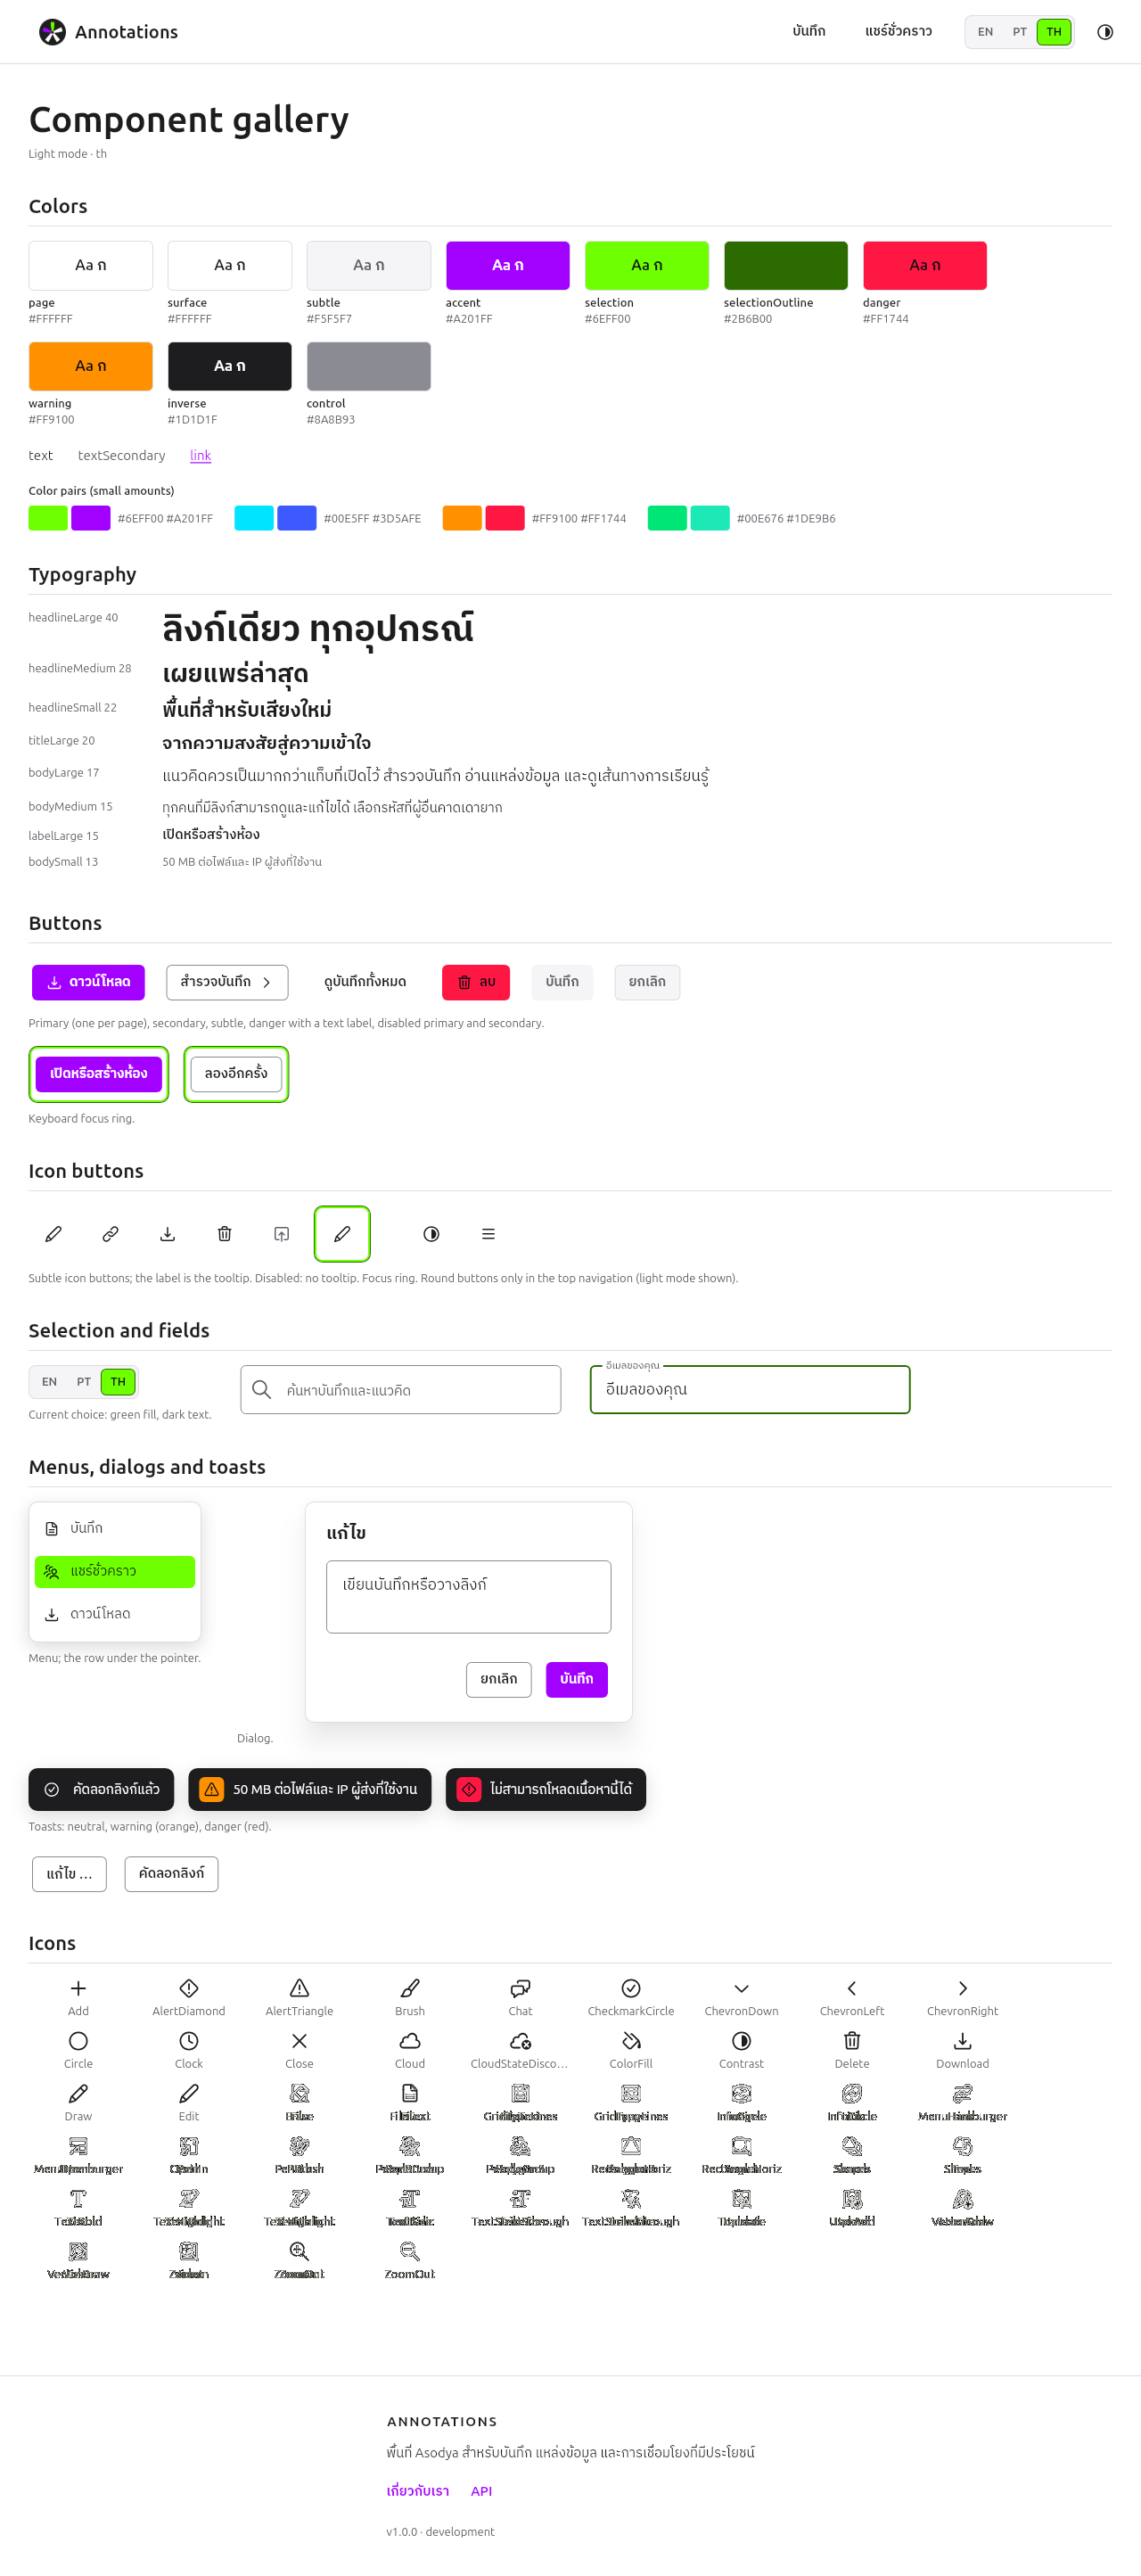 Annotations
บันทึก แชร์ชั่วคราว EN PT TH
Component gallery
Light mode · th
Colors
Aa ก Aa ก Aa ก Aa ก Aa ก Aa ก
page surface subtle accent selection selectionOutline danger
#FFFFFF #FFFFFF #F5F5F7 #A201FF #6EFF00 #2B6B00 #FF1744
Aa ก Aa ก
warning inverse control
#FF9100 #1D1D1F #8A8B93
text textSecondary link
Color pairs (small amounts)
#6EFF00 #A201FF #00E5FF #3D5AFE #FF9100 #FF1744 #00E676 #1DE9B6
Typography
headlineLarge 40 ลิงก์เดียว ทุกอุปกรณ์
headlineMedium 28 เผยแพร่ล่าสุด
headlineSmall 22 พื้นที่สำหรับเสียงใหม่
titleLarge 20 จากความสงสัยสู่ความเข้าใจ
bodyLarge 17 แนวคิดควรเป็นมากกว่าแท็บที่เปิดไว้ สำรวจบันทึก อ่านแหล่งข้อมูล และดูเส้นทางการเรียนรู้
bodyMedium 15 ทุกคนที่มีลิงก์สามารถดูและแก้ไขได้ เลือกรหัสที่ผู้อื่นคาดเดายาก
labelLarge 15 เปิดหรือสร้างห้อง
bodySmall 13 50 MB ต่อไฟล์และ IP ผู้ส่งที่ใช้งาน
Buttons
ดาวน์โหลด สำรวจบันทึก ดูบันทึกทั้งหมด ลบ บันทึก ยกเลิก
Primary (one per page), secondary, subtle, danger with a text label, disabled primary and secondary.
เปิดหรือสร้างห้อง ลองอีกครั้ง
Keyboard focus ring.
Icon buttons
Subtle icon buttons; the label is the tooltip. Disabled: no tooltip. Focus ring. Round buttons only in the top navigation (light mode shown).
Selection and fields
อีเมลของคุณ
EN PT TH ค้นหาบันทึกและแนวคิด อีเมลของคุณ
Current choice: green fill, dark text.
Menus, dialogs and toasts
บันทึก
แชร์ชั่วคราว
ดาวน์โหลด
Menu; the row under the pointer.
แก้ไข
เขียนบันทึกหรือวางลิงก์
ยกเลิก บันทึก
Dialog.
คัดลอกลิงก์แล้ว 50 MB ต่อไฟล์และ IP ผู้ส่งที่ใช้งาน ไม่สามารถโหลดเนื้อหานี้ได้
Toasts: neutral, warning (orange), danger (red).
แก้ไข ... คัดลอกลิงก์
Icons
Add AlertDiamond AlertTriangle Brush Chat CheckmarkCircle ChevronDown ChevronLeft ChevronRight
Circle Clock Close Cloud CloudStateDisco... ColorFill Contrast Delete Download
Draw Edit
ZoomOut
ANNOTATIONS
พื้นที่ Asodya สำหรับบันทึก แหล่งข้อมูล และการเชื่อมโยงที่มีประโยชน์
เกี่ยวกับเรา API
v1.0.0 · development